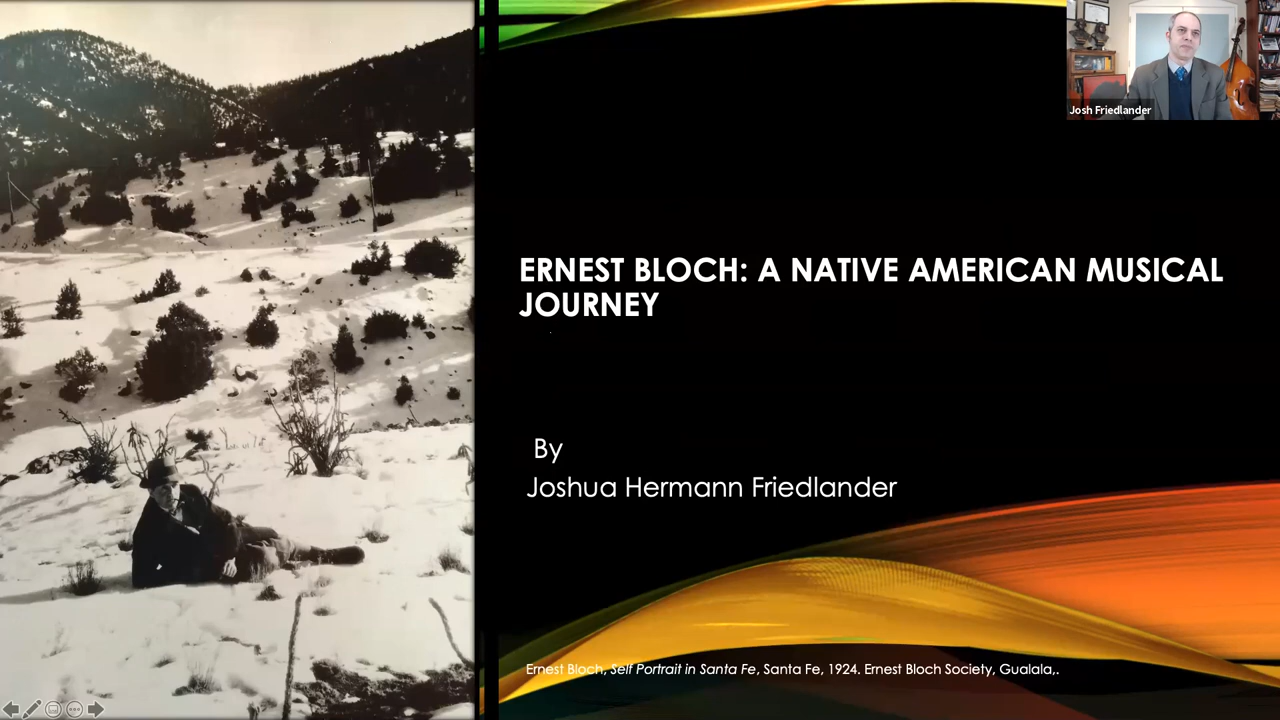 Josh Friedlander
ERNEST BLOCH: A NATIVE AMERICAN MUSICAL
JOURNEY
By
Joshua Hermann Friedlander
Ernest Bloch, Self Portrait in Santa Fe, Santa Fe, 1924. Ernest Bloch Society, Gualala,.